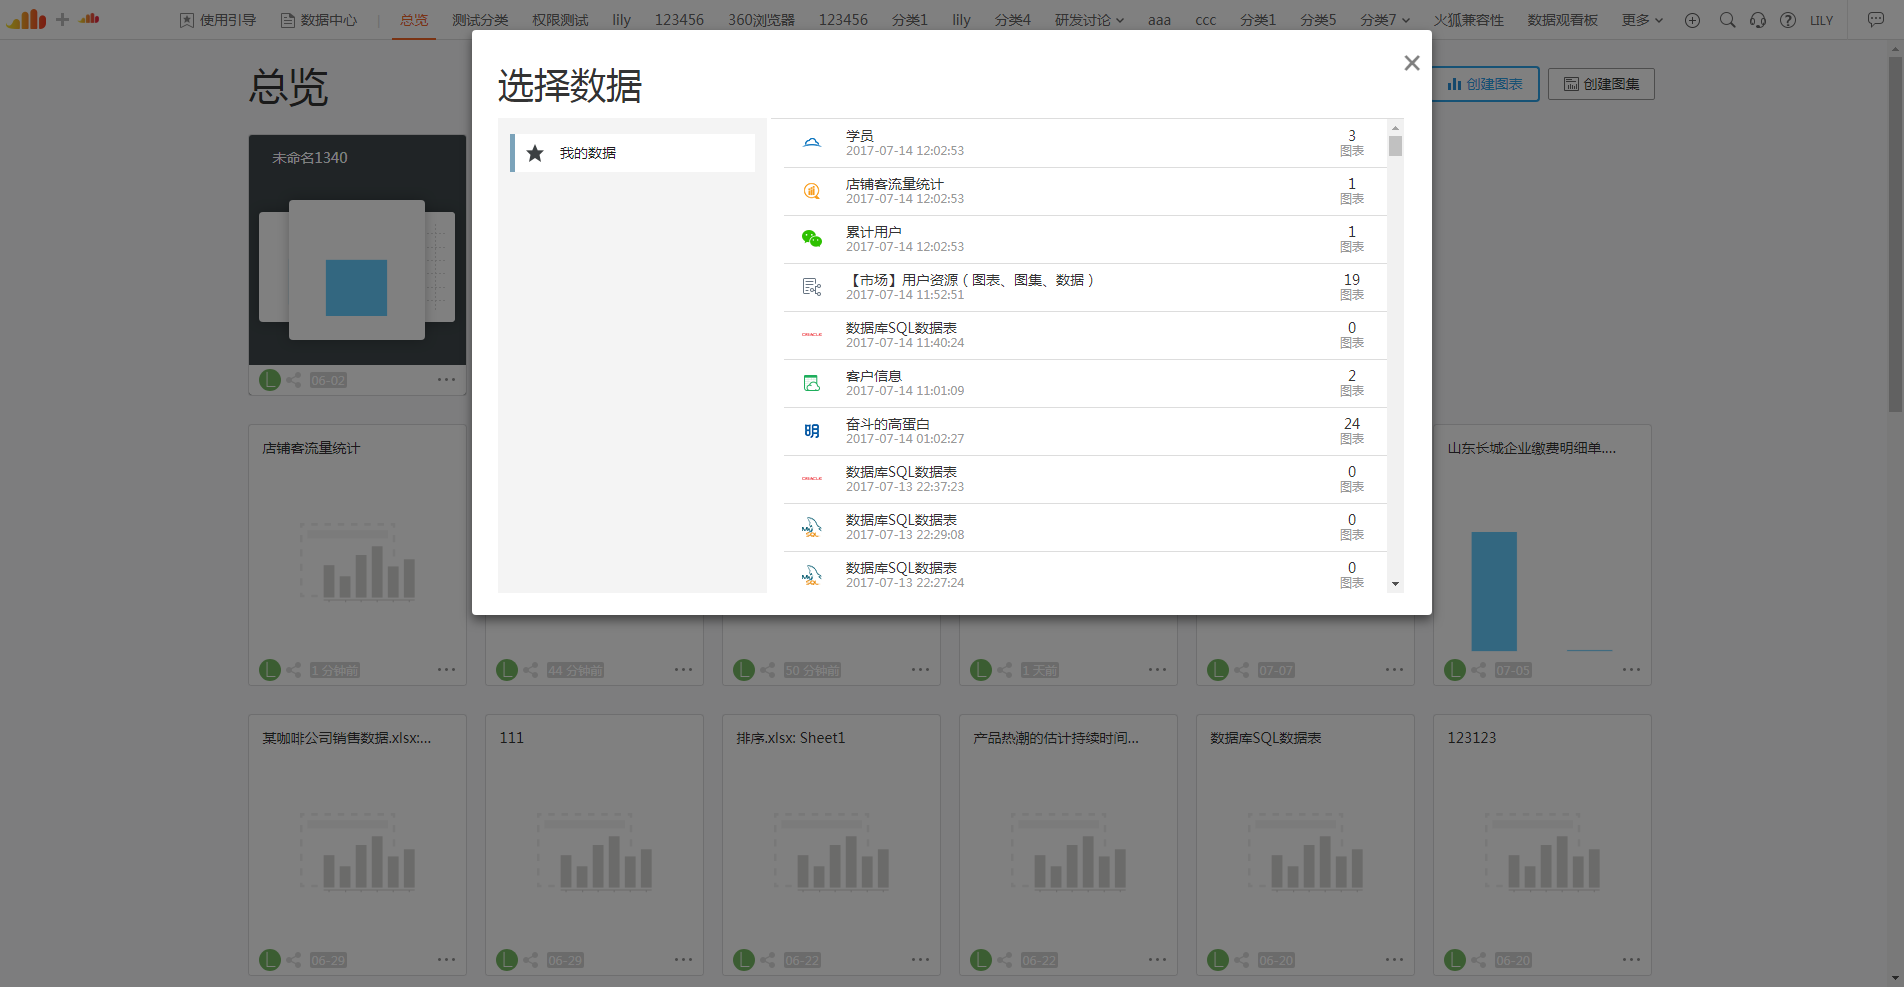 使用引导
数据中心
总览
测试分类
权限测试
lily
123456
360浏览器
123456
分类1
lily
分类4
研发讨论
aaa
ccc
分类1
分类5
分类7
火狐兼容性
数据观看板
更多
LILY
总览
创建图表
创建图集
选择数据
我的数据
学员
3
2017-07-14 12:02:53
图表
店铺客流量统计
1
2017-07-14 12:02:53
图表
累计用户
1
2017-07-14 12:02:53
图表
【市场】用户资源（图表、图集、数据）
19
2017-07-14 11:52:51
图表
ORACLE
数据库SQL数据表
0
2017-07-14 11:40:24
图表
客户信息
2
2017-07-14 11:01:09
图表
明
奋斗的高蛋白
24
2017-07-14 01:02:27
图表
ORACLE
数据库SQL数据表
0
2017-07-13 22:37:23
图表
MySQL
数据库SQL数据表
0
2017-07-13 22:29:08
图表
MySQL
数据库SQL数据表
0
2017-07-13 22:27:24
图表
未命名1340
L
06-02
店铺客流量统计
山东长城企业缴费明细单....
L
1 分钟前
L
44 分钟前
L
50 分钟前
L
1 天前
L
07-07
L
07-05
某咖啡公司销售数据.xlsx:...
111
排序.xlsx: Sheet1
产品热潮的估计持续时间...
数据库SQL数据表
123123
L
06-29
L
06-29
L
06-22
L
06-22
L
06-20
L
06-20